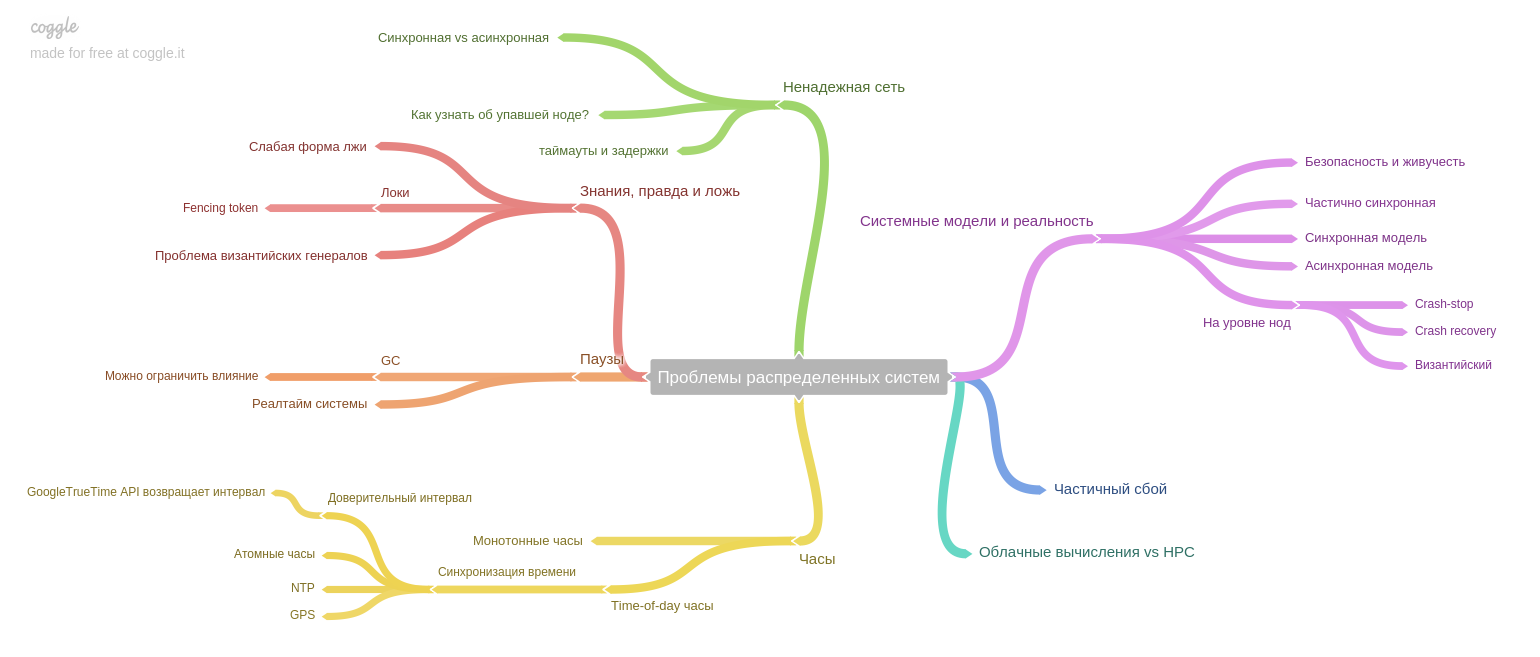 coggle
made for free at coggle.it
Проблемы распределенных систем
Ненадежная сеть
Синхронная vs асинхронная
Как узнать об упавшей ноде?
таймауты и задержки
Знания, правда и ложь
Слабая форма лжи
Локи
Fencing token
Проблема византийских генералов
Паузы
GC
Можно ограничить влияние
Реалтайм системы
Часы
Монотонные часы
Time-of-day часы
Синхронизация времени
Доверительный интервал
GoogleTrueTime API возвращает интервал
Атомные часы
NTP
GPS
Системные модели и реальность
Безопасность и живучесть
Частично синхронная
Синхронная модель
Асинхронная модель
На уровне нод
Crash-stop
Crash recovery
Византийский
Частичный сбой
Облачные вычисления vs HPC